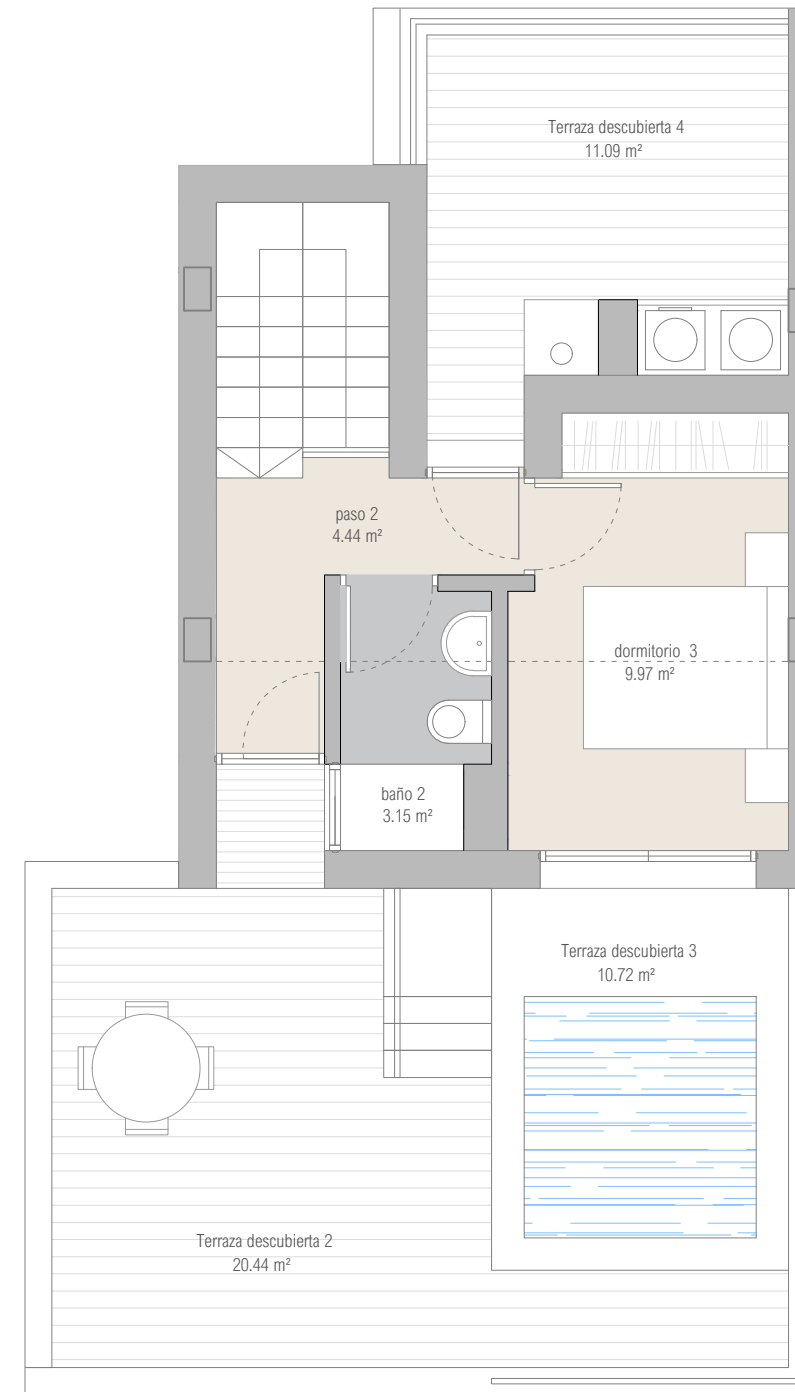 Terraza descubierta 4
11.09 m²
paso 2
4.44 m²
dormitorio 3
9.97 m²
baño 2
3.15 m²
Terraza descubierta 3
10.72 m²
Terraza descubierta 2
20.44 m²